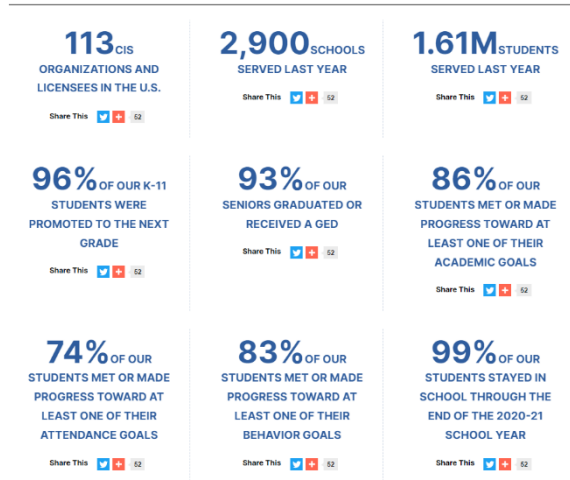 113 CIS
ORGANIZATIONS AND
LICENSEES IN THE U.S.
Share This 52
2,900 SCHOOLS
SERVED LAST YEAR
Share This 52
1.61M STUDENTS
SERVED LAST YEAR
Share This 52
96% OF OUR K-11
STUDENTS WERE
PROMOTED TO THE NEXT
GRADE
Share This 52
93% OF OUR
SENIORS GRADUATED OR
RECEIVED A GED
Share This 52
86% OF OUR
STUDENTS MET OR MADE
PROGRESS TOWARD AT
LEAST ONE OF THEIR
ACADEMIC GOALS
Share This 52
74% OF OUR
STUDENTS MET OR MADE
PROGRESS TOWARD AT
LEAST ONE OF THEIR
ATTENDANCE GOALS
Share This 52
83% OF OUR
STUDENTS MET OR MADE
PROGRESS TOWARD AT
LEAST ONE OF THEIR
BEHAVIOR GOALS
Share This 52
99% OF OUR
STUDENTS STAYED IN
SCHOOL THROUGH THE
END OF THE 2020-21
SCHOOL YEAR
Share This 52